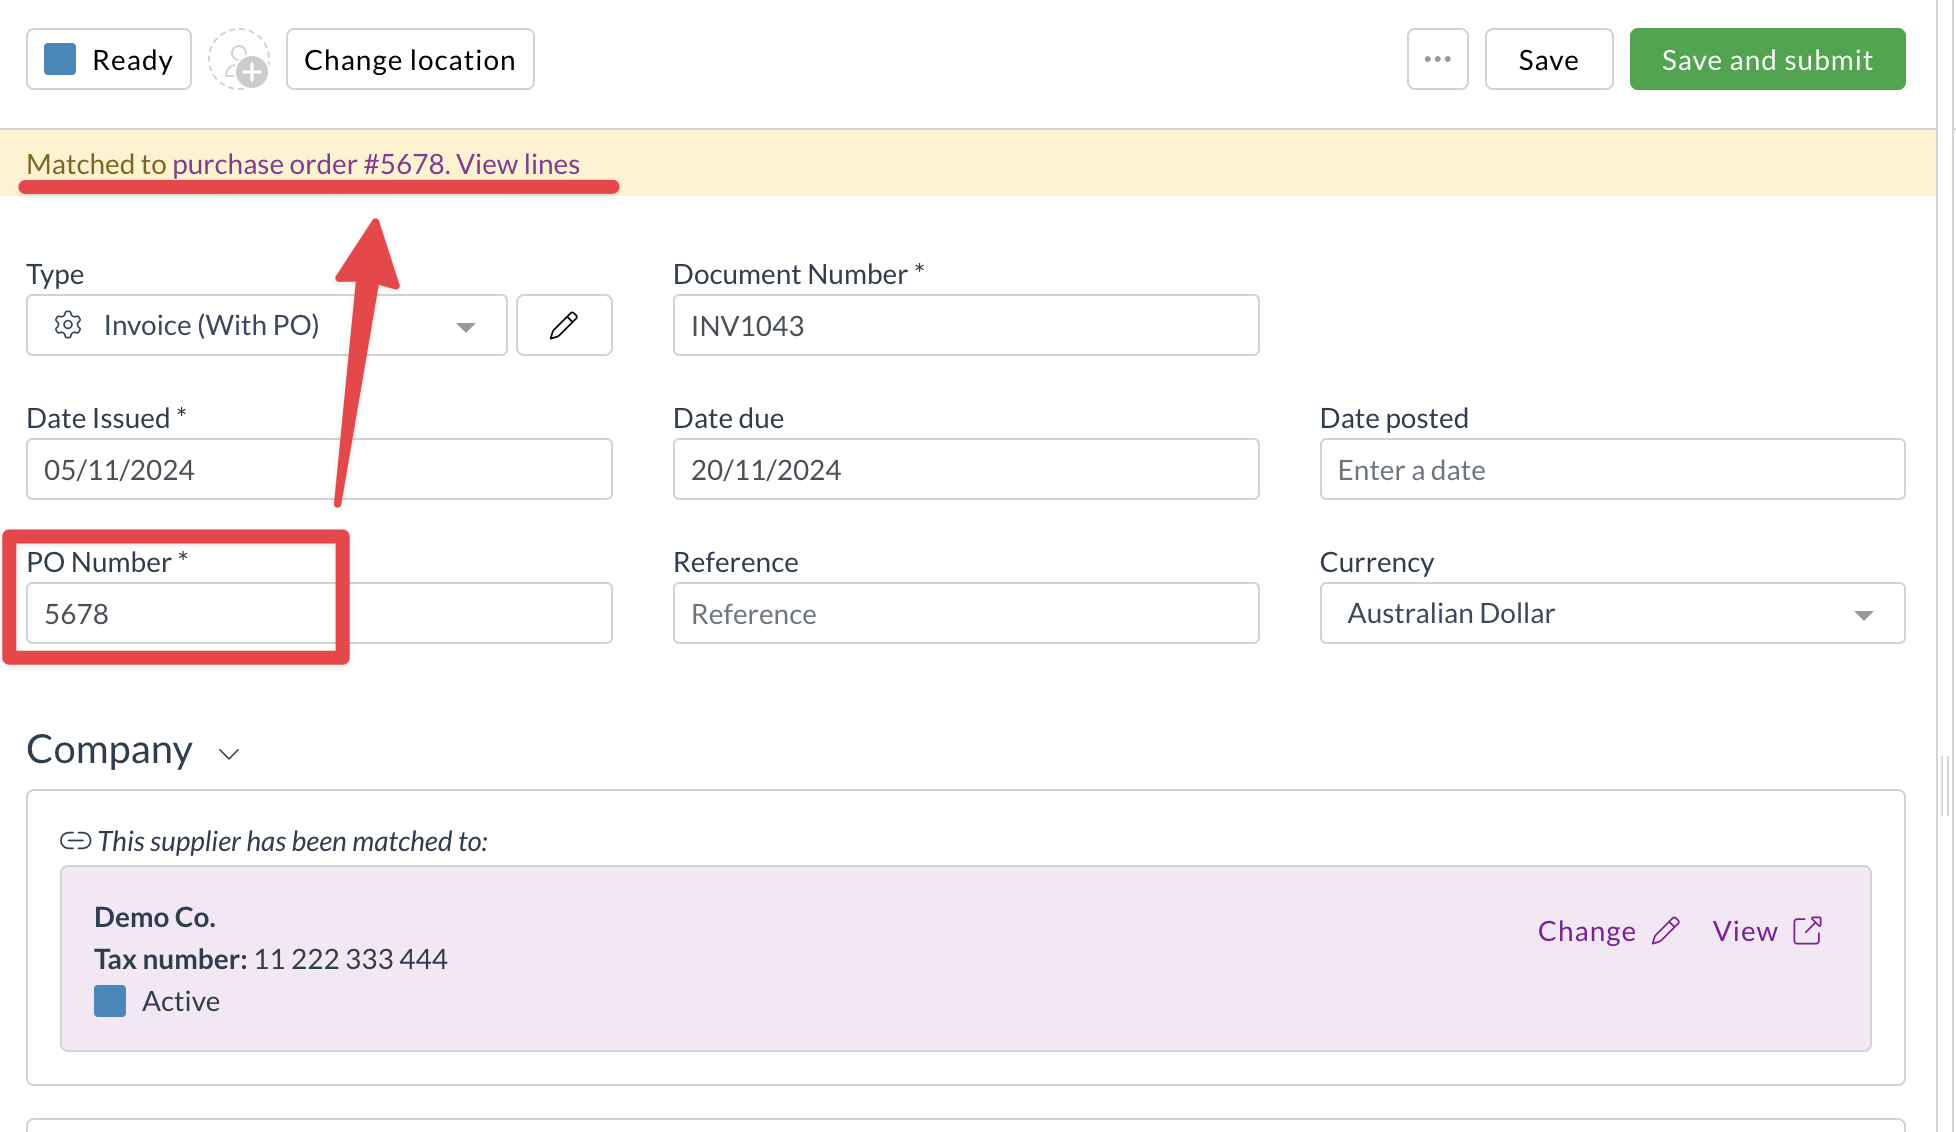 Ready
Change location
Save
Save and submit
Matched to purchase order #5678. View lines
Type
Document Number *
Invoice (With PO)
INV1043
Date Issued *
Date due
Date posted
05/11/2024
20/11/2024
Enter a date
PO Number *
Reference
Currency
5678
Reference
Australian Dollar
Company
This supplier has been matched to:
Demo Co.
Change
View
Tax number: 11 222 333 444
Active